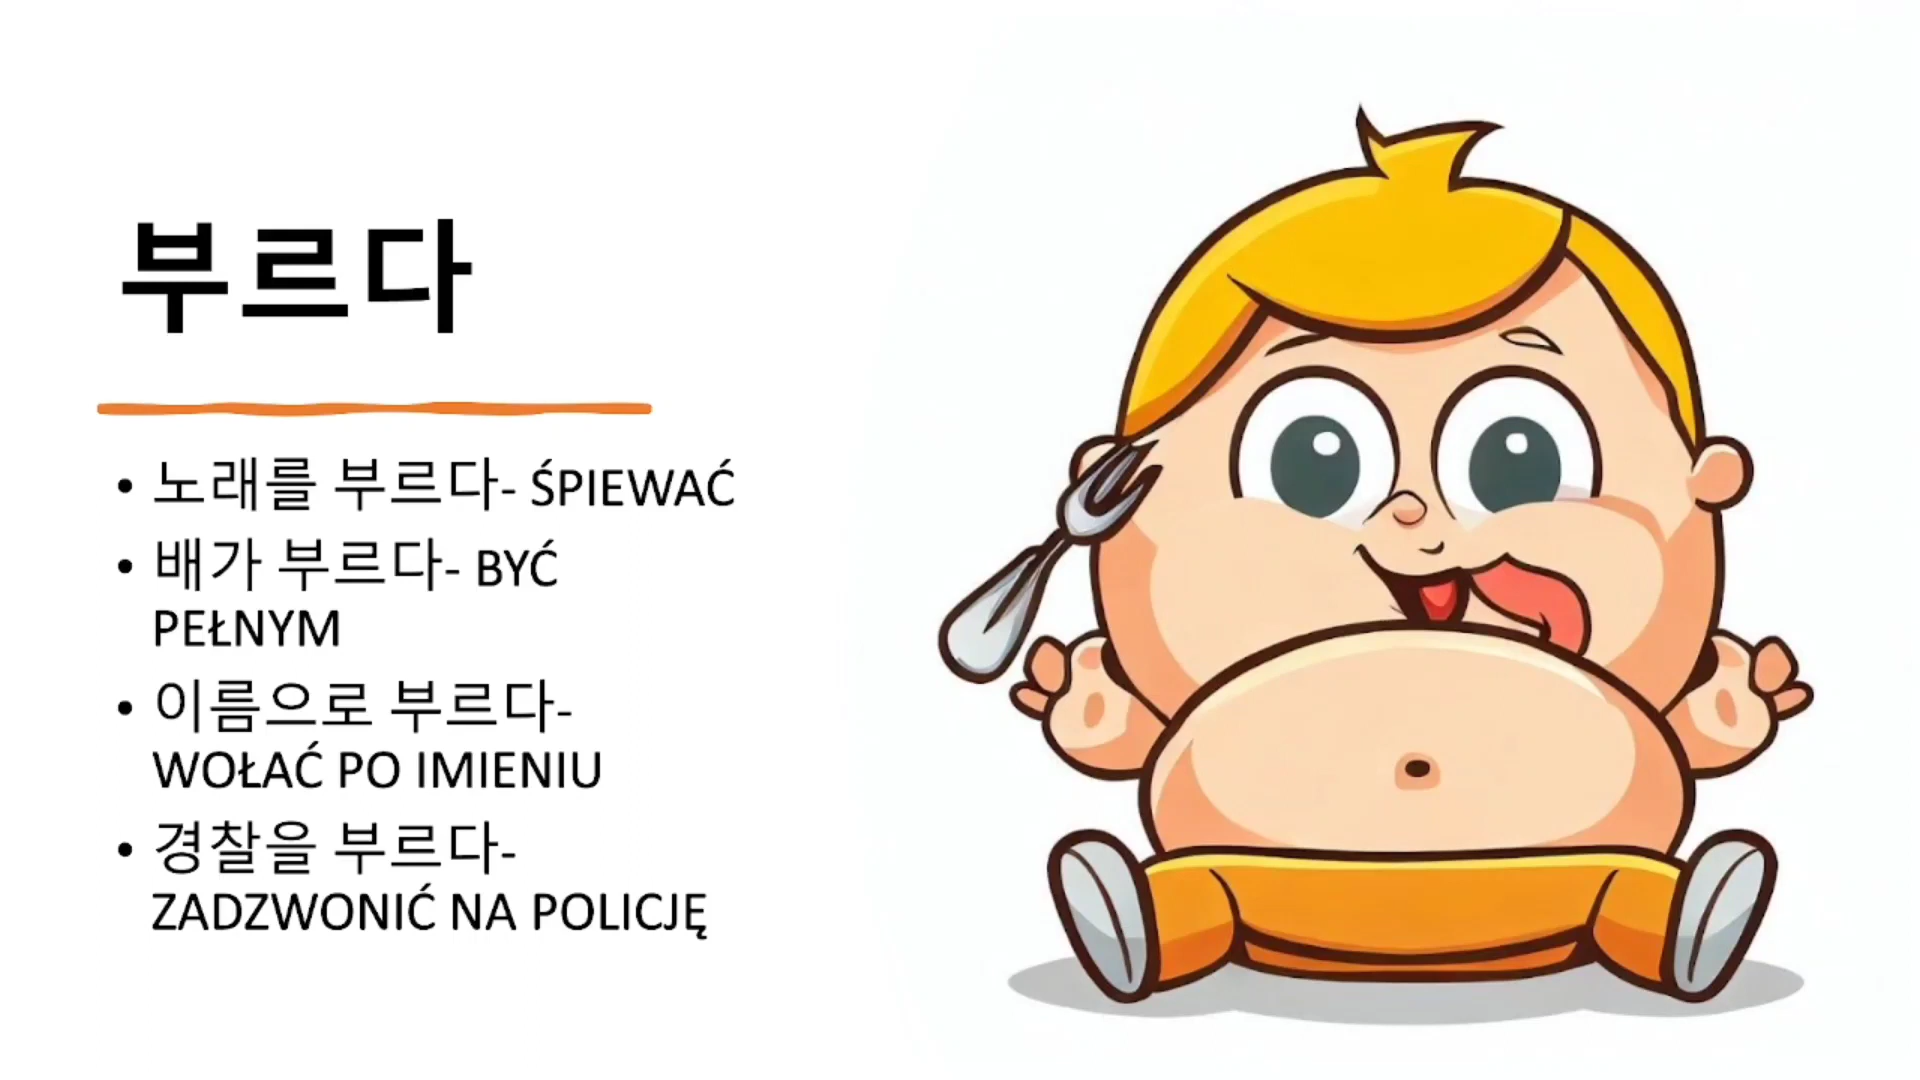 부르다
• 노래를 부르다- ŚPIEWAĆ
• 배가 부르다- BYĆ
PEŁNYM
• 이름으로 부르다-
WOŁAĆ PO IMIENIU
• 경찰을 부르다-
ZADZWONIĆ NA POLICJĘ